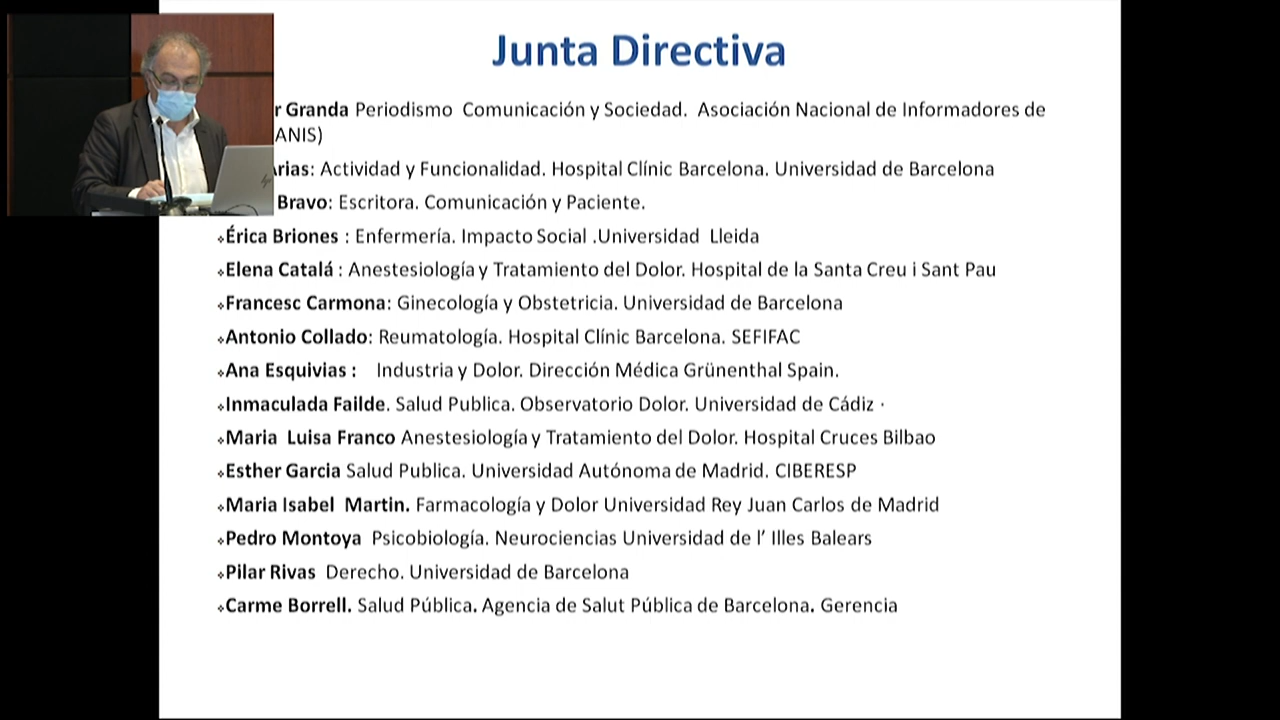 Junta Directiva
r Granda Periodismo Comunicación y Sociedad. Asociación Nacional de Informadores de
ANIS)
Arias: Actividad y Funcionalidad. Hospital Clínic Barcelona. Universidad de Barcelona
Bravo: Escritora. Comunicación y Paciente.
Érica Briones : Enfermería. Impacto Social .Universidad Lleida
Elena Catalá : Anestesiología y Tratamiento del Dolor. Hospital de la Santa Creu i Sant Pau
Francesc Carmona: Ginecología y Obstetricia. Universidad de Barcelona
Antonio Collado: Reumatología. Hospital Clínic Barcelona. SEFIFAC
Ana Esquivias : Industria y Dolor. Dirección Médica Grünenthal Spain.
Inmaculada Failde. Salud Publica. Observatorio Dolor. Universidad de Cádiz ·
Maria Luisa Franco Anestesiología y Tratamiento del Dolor. Hospital Cruces Bilbao
Esther Garcia Salud Publica. Universidad Autónoma de Madrid. CIBERESP
Maria Isabel Martin. Farmacología y Dolor Universidad Rey Juan Carlos de Madrid
Pedro Montoya Psicobiología. Neurociencias Universidad de l’ Illes Balears
Pilar Rivas Derecho. Universidad de Barcelona
Carme Borrell. Salud Pública. Agencia de Salut Pública de Barcelona. Gerencia